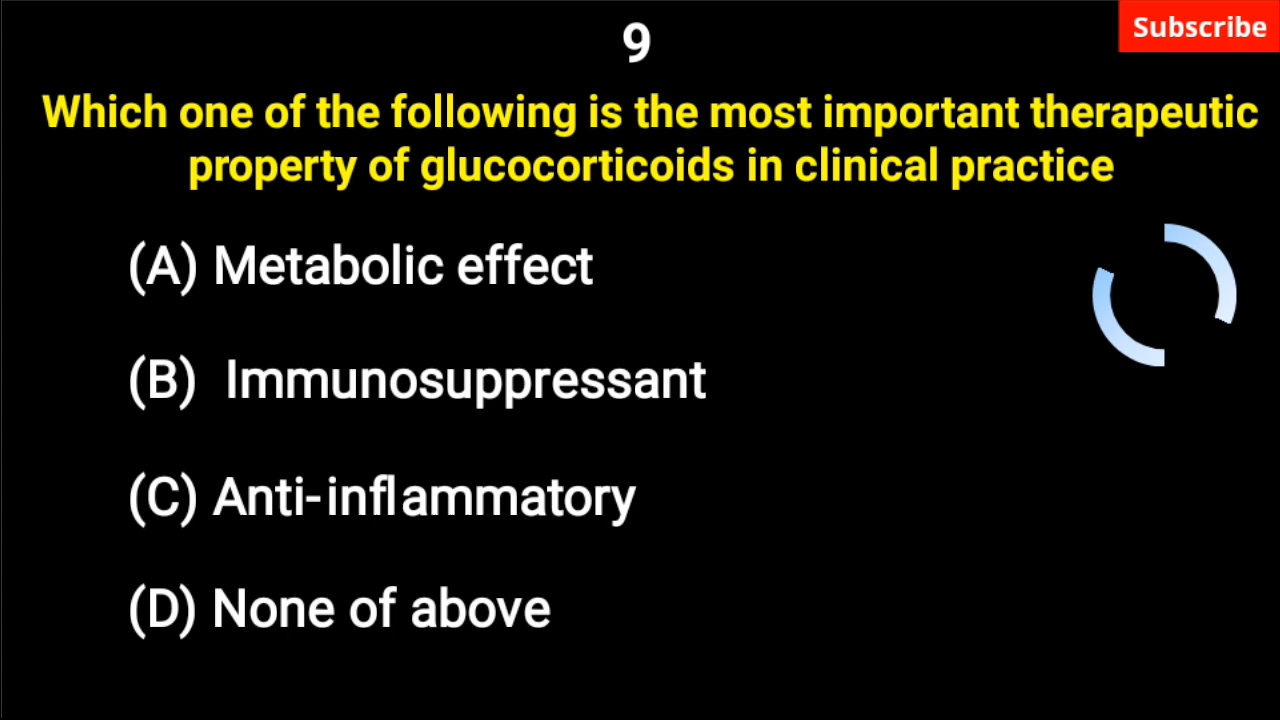 9
Subscribe
Which one of the following is the most important therapeutic
property of glucocorticoids in clinical practice
(A) Metabolic effect
(B) Immunosuppressant
(C) Anti-inflammatory
(D) None of above